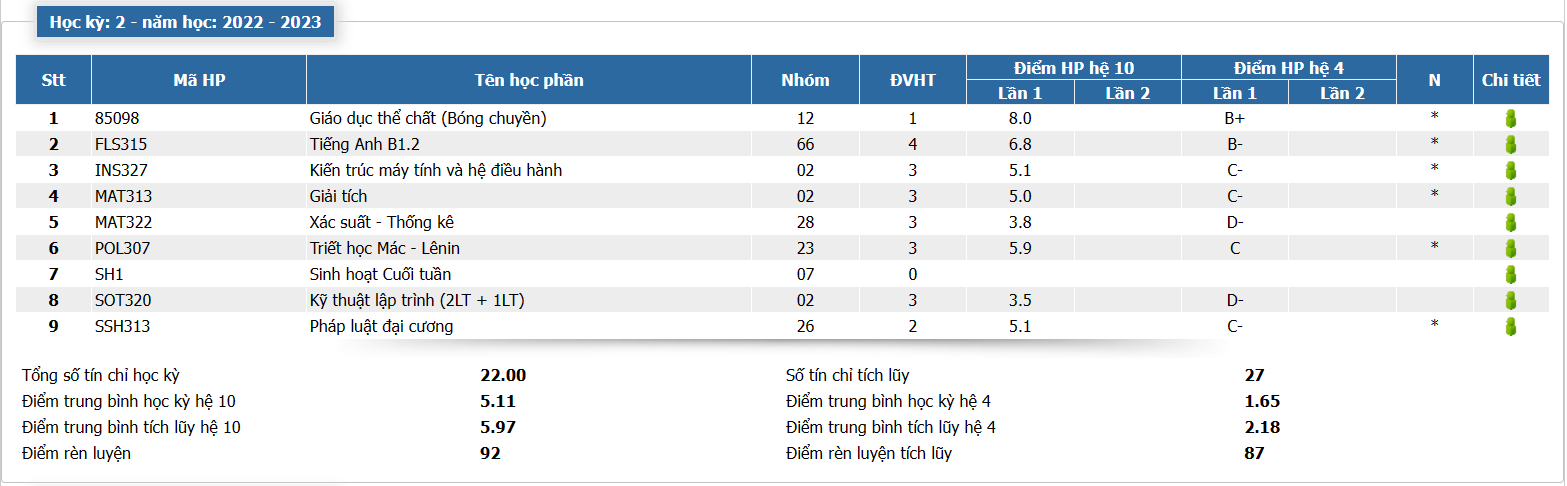 Học kỳ: 2 - năm học: 2022 - 2023
Stt Mã HP Tên học phần Nhóm ĐVHT Điểm HP hệ 10 Điểm HP hệ 4 N Chi tiết
Lần 1 Lần 2 Lần 1 Lần 2
1 85098 Giáo dục thể chất (Bóng chuyền) 12 1 8.0 B+ *
2 FLS315 Tiếng Anh B1.2 66 4 6.8 B- *
3 INS327 Kiến trúc máy tính và hệ điều hành 02 3 5.1 C- *
4 MAT313 Giải tích 02 3 5.0 C- *
5 MAT322 Xác suất - Thống kê 28 3 3.8 D-
6 POL307 Triết học Mác - Lênin 23 3 5.9 C *
7 SH1 Sinh hoạt Cuối tuần 07 0
8 SOT320 Kỹ thuật lập trình (2LT + 1LT) 02 3 3.5 D-
9 SSH313 Pháp luật đại cương 26 2 5.1 C- *
Tổng số tín chỉ học kỳ 22.00 Số tín chỉ tích lũy 27
Điểm trung bình học kỳ hệ 10 5.11 Điểm trung bình học kỳ hệ 4 1.65
Điểm trung bình tích lũy hệ 10 5.97 Điểm trung bình tích lũy hệ 4 2.18
Điểm rèn luyện 92 Điểm rèn luyện tích lũy 87